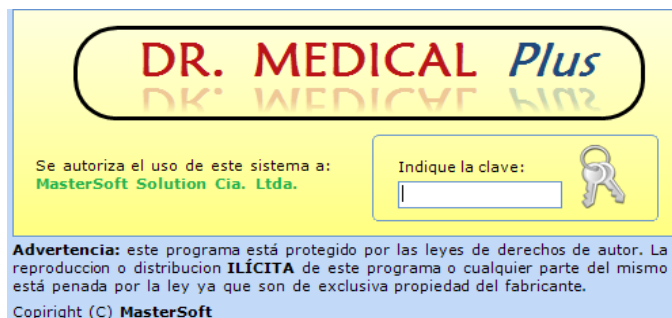 DR. MEDICAL Plus
Se autoriza el uso de este sistema a:
MasterSoft Solution Cia. Ltda.
Indique la clave:
Advertencia: este programa está protegido por las leyes de derechos de autor. La
reproduccion o distribucion ILÍCITA de este programa o cualquier parte del mismo
está penada por la ley ya que son de exclusiva propiedad del fabricante.
Copiright (C) MasterSoft